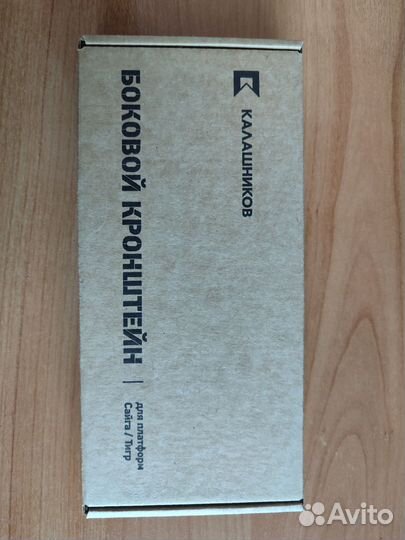 КАЛАШНИКОВ
БОКОВОЙ КРОНШТЕЙН |
для платформ
Сайга / Тигр
Avito